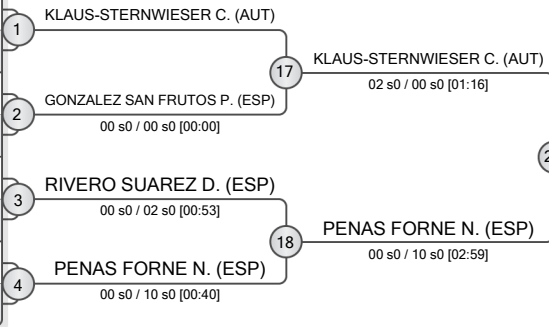 KLAUS-STERNWIESER C. (AUT)
1
17
KLAUS-STERNWIESER C. (AUT)
02 s0 / 00 s0 [01:16]
GONZALEZ SAN FRUTOS P. (ESP)
2
00 s0 / 00 s0 [00:00]
RIVERO SUAREZ D. (ESP)
3
00 s0 / 02 s0 [00:53]
18
PENAS FORNE N. (ESP)
00 s0 / 10 s0 [02:59]
PENAS FORNE N. (ESP)
4
00 s0 / 10 s0 [00:40]